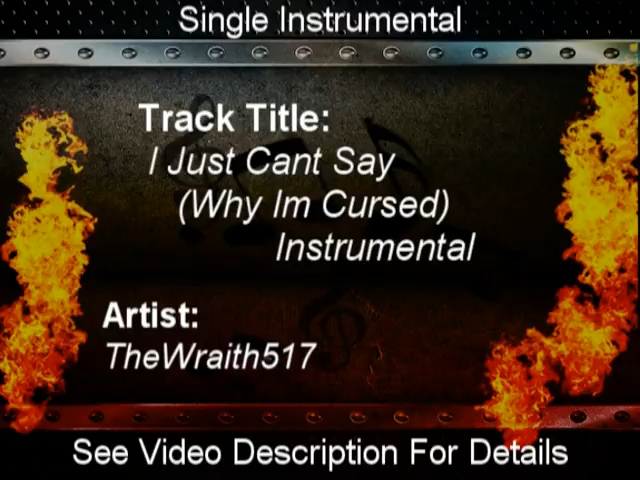 Single Instrumental
Track Title:
I Just Cant Say
(Why Im Cursed)
Instrumental
Artist:
TheWraith517
See Video Description For Details